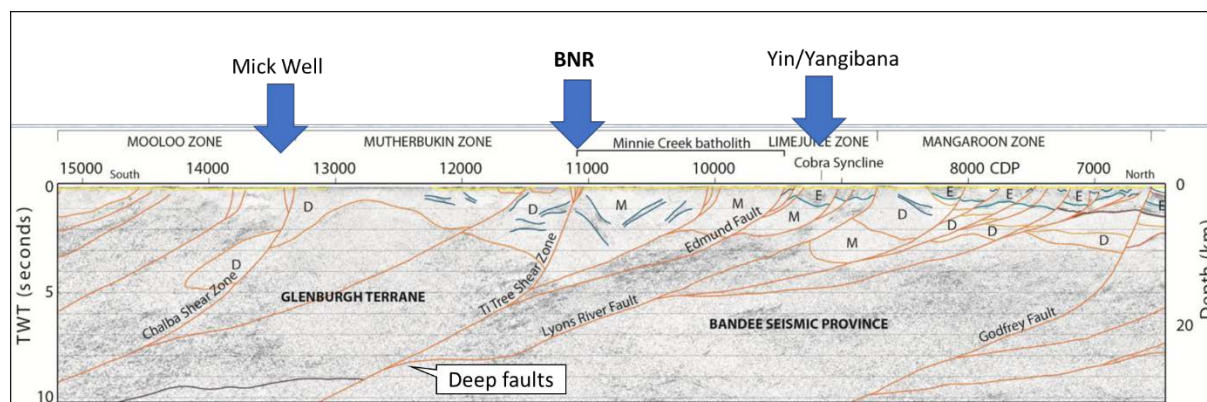 Mick Well
BNR
Yin/Yangibana
MOOLOO ZONE
MUTHERBUKIN ZONE
Minnie Creek batholith
LIMEJUICE ZONE
MANGAROON ZONE
Cobra Syncline
15000 South 14000 13000 12000 11000 10000 8000 CDP 7000 North
0
0
E E E E E
D D M D
M D D D
D M
Edmund Fault
Chalba Shear Zone
Ti Tree Shear Zone
Lyons River Fault
Godfrey Fault
GLENBURGH TERRANE
BANDEE SEISMIC PROVINCE
5
20
10
TWT (seconds)
Depth (km)
Deep faults